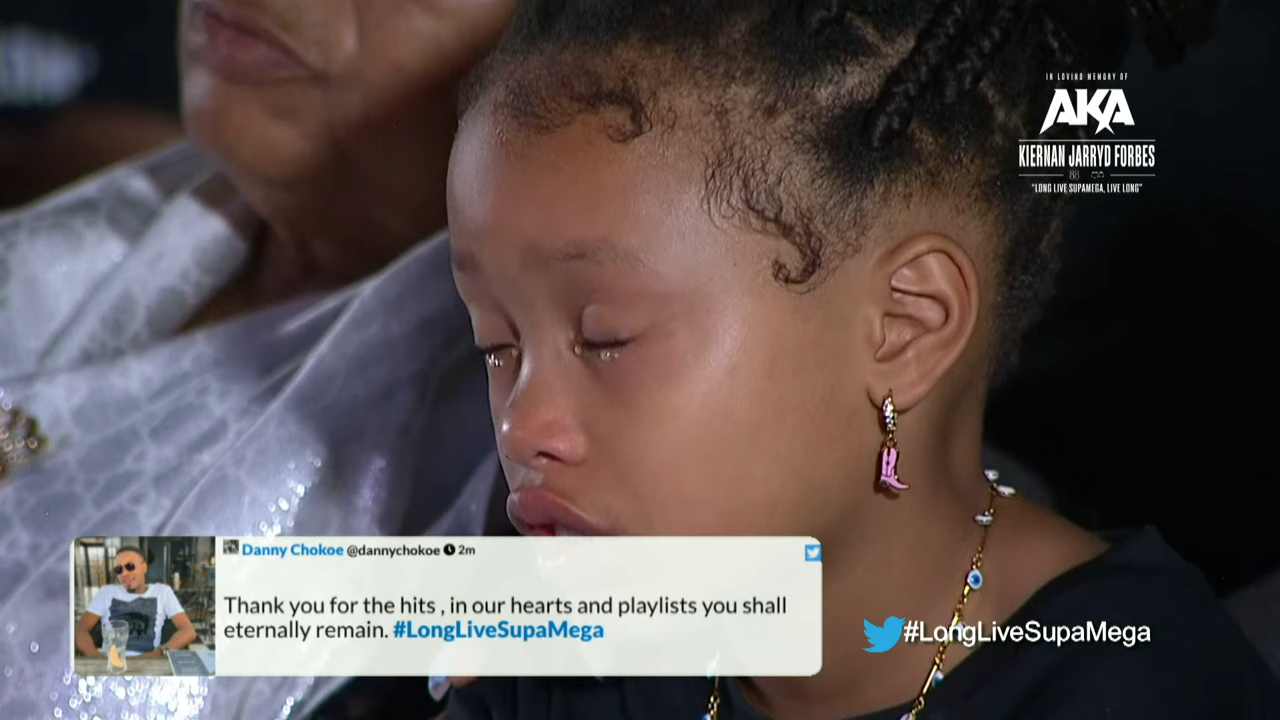 IN LOVING MEMORY OF
AKA
KIERNAN JARRYD FORBES
"LONG LIVE SUPAMEGA, LIVE LONG"
Danny Chokoe @dannychokoe 2m
Thank you for the hits , in our hearts and playlists you shall
eternally remain. #LongLiveSupaMega
#LongLiveSupaMega